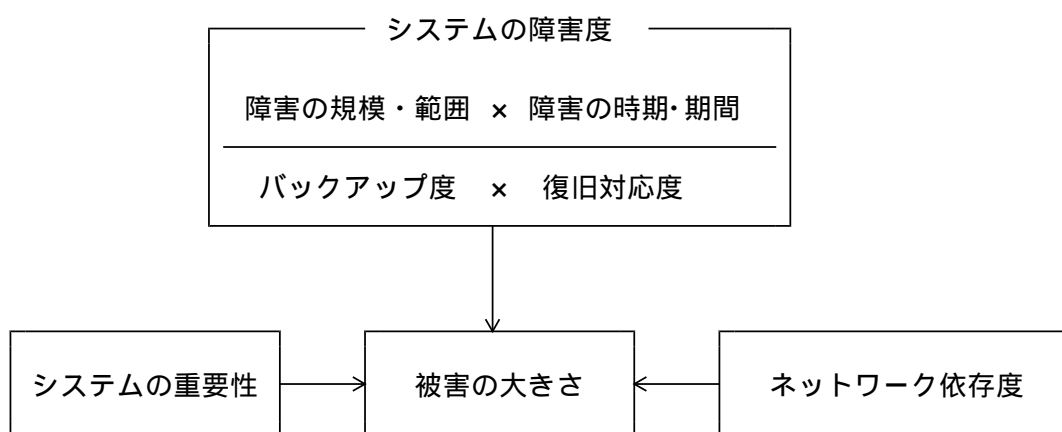 システムの障害度
障害の規模・範囲 × 障害の時期・期間
バックアップ度 × 復旧対応度
システムの重要性
被害の大きさ
ネットワーク依存度